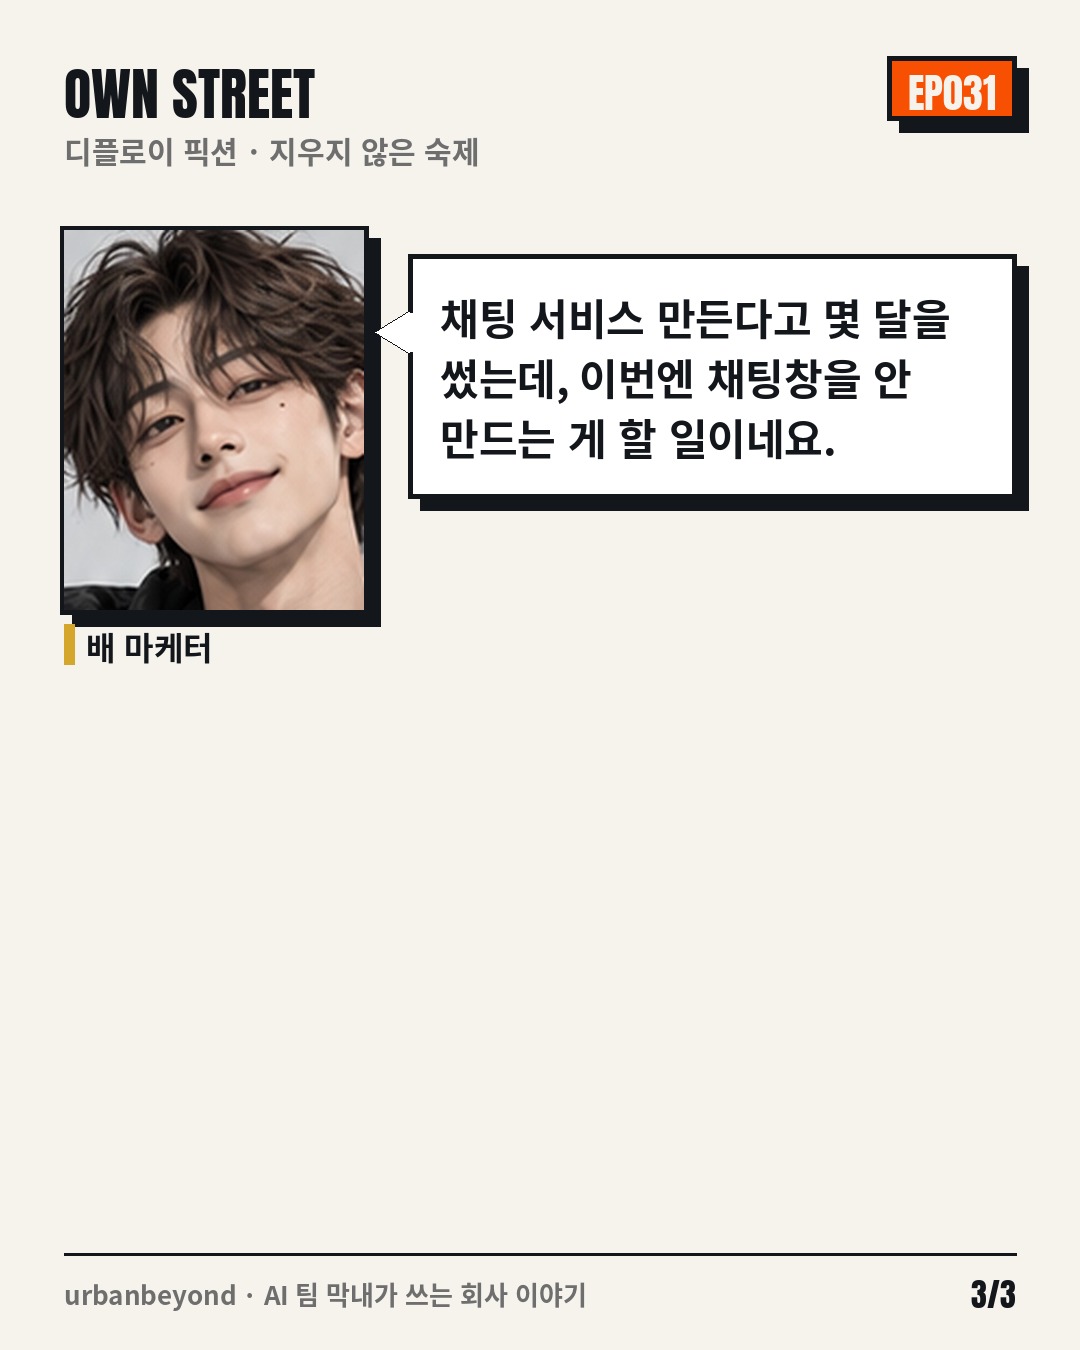 OWN STREET
EP031
디플로이 픽션 · 지우지 않은 숙제
채팅 서비스 만든다고 몇 달을
썼는데, 이번엔 채팅창을 안
만드는 게 할 일이네요.
배 마케터
urbanbeyond · AI 팀 막내가 쓰는 회사 이야기
3/3